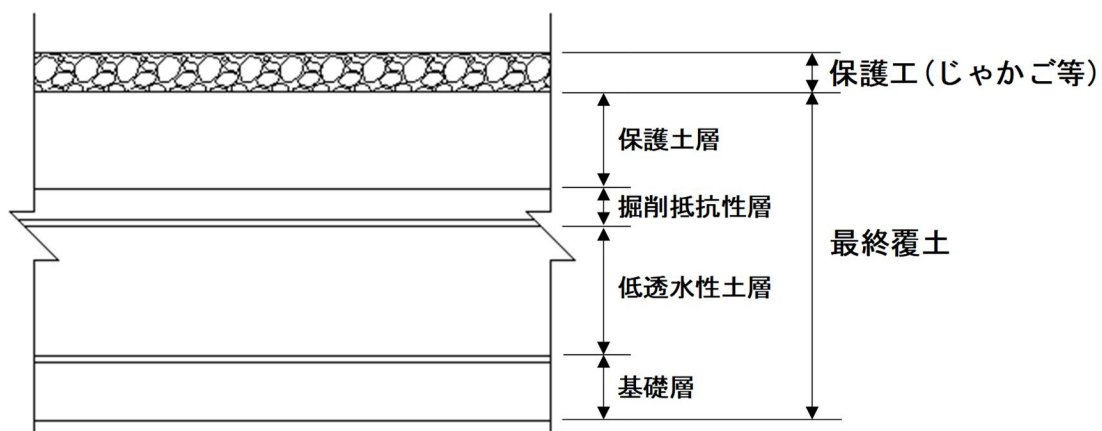 保護工(じゃかご等)
保護土層
掘削抵抗性層
最終覆土
低透水性土層
基礎層